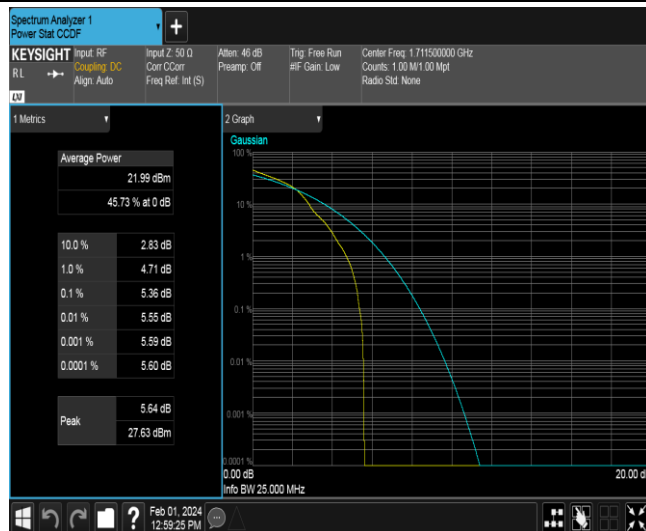 Spectrum Analyzer 1
Power Stat CCDF
KEYSIGHT
RL
Input: RF
Coupling: DC
Align: Auto
Input Z: 50 Ω
Corr CCorr
Freq Ref: Int (S)
Atten: 46 dB
Preamp: Off
Trig: Free Run
#IF Gain: Low
Center Freq: 1.711500000 GHz
Counts: 1.00 M/1.00 Mpt
Radio Std: None
1 Metrics
Average Power
21.99 dBm
45.73 % at 0 dB
10.0 % 2.83 dB
1.0 % 4.71 dB
0.1 % 5.36 dB
0.01 % 5.55 dB
0.001 % 5.59 dB
0.0001 % 5.60 dB
Peak
5.64 dB
27.63 dBm
2 Graph
Gaussian
100 %
10 %
1 %
0.1 %
0.01 %
0.001 %
0.0001 %
0.00 dB
20.00 d
Info BW 25.000 MHz
?
Feb 01, 2024
12:59:25 PM